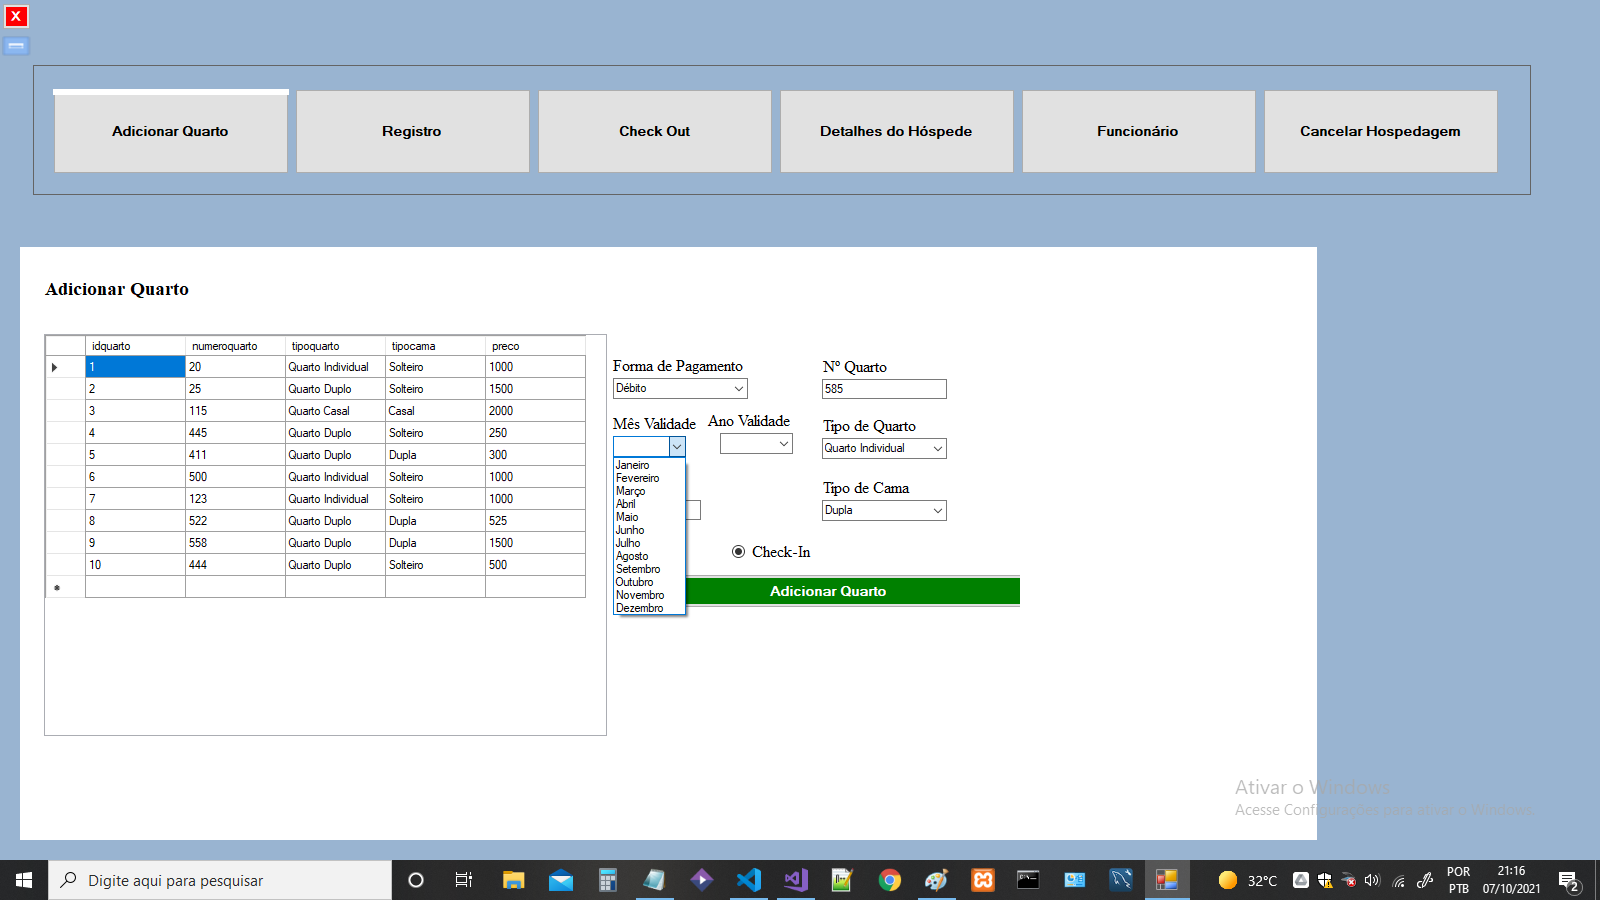 X
Adicionar Quarto
Registro
Check Out
Detalhes do Hóspede
Funcionário
Cancelar Hospedagem
Adicionar Quarto
idquarto numeroquarto tipoquarto tipocama preco
1 20 Quarto Individual Solteiro 1000
2 25 Quarto Duplo Solteiro 1500
3 115 Quarto Casal Casal 2000
4 445 Quarto Duplo Solteiro 250
5 411 Quarto Duplo Dupla 300
6 500 Quarto Individual Solteiro 1000
7 123 Quarto Individual Solteiro 1000
8 522 Quarto Duplo Dupla 525
9 558 Quarto Duplo Dupla 1500
10 444 Quarto Duplo Solteiro 500
Forma de Pagamento
Débito
Mês Validade
Ano Validade
Janeiro
Fevereiro
Março
Abril
Maio
Junho
Julho
Agosto
Setembro
Outubro
Novembro
Dezembro
Nº Quarto
585
Tipo de Quarto
Quarto Individual
Tipo de Cama
Dupla
Check-In
Adicionar Quarto
Ativar o Windows
Acesse Configurações para ativar o Windows.
Digite aqui para pesquisar
32°C
POR
PTB
21:16
07/10/2021
2